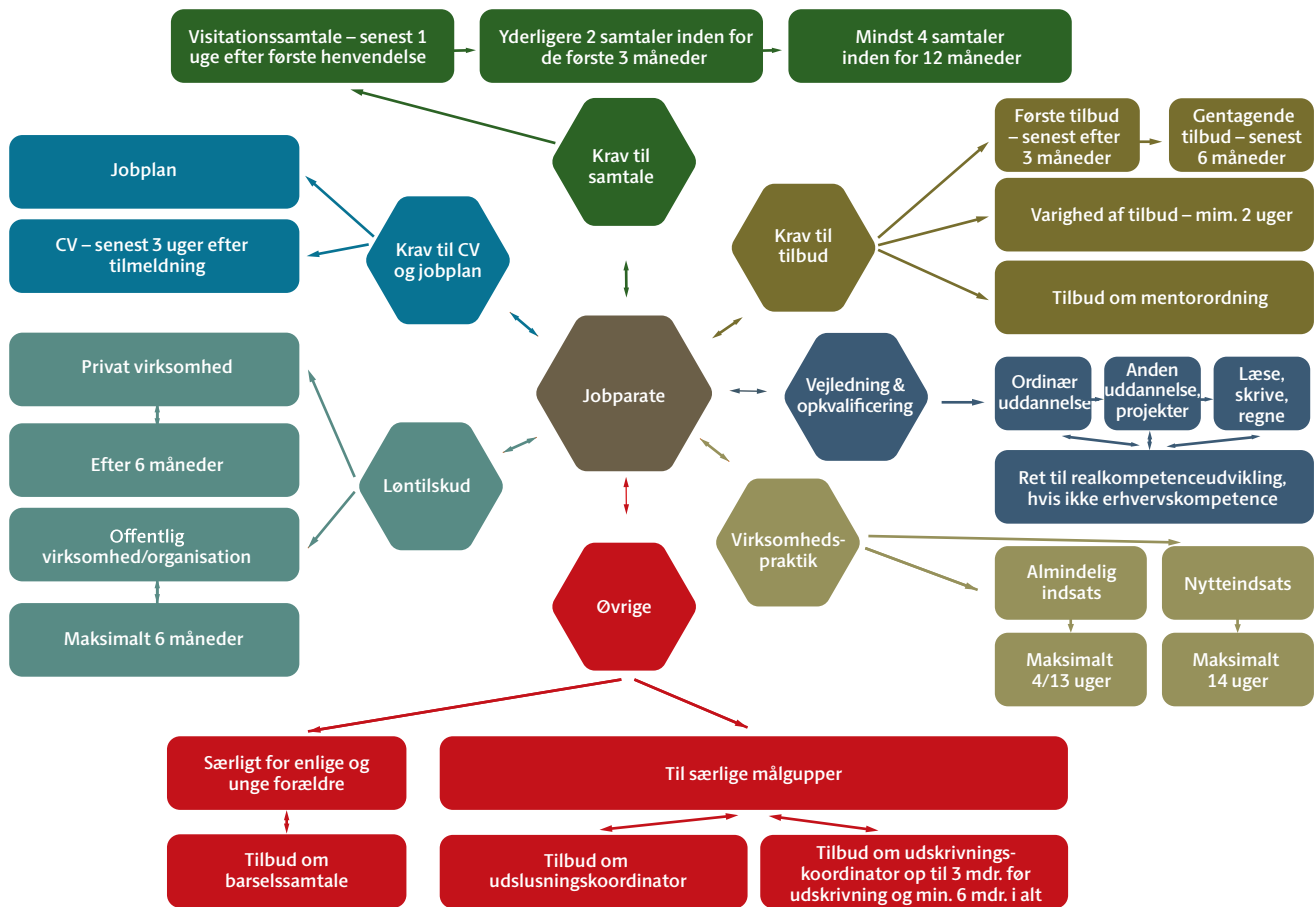 Visitationssamtale – senest 1
uge efter første henvendelse
Yderligere 2 samtaler inden for
de første 3 måneder
Mindst 4 samtaler
inden for 12 måneder
Krav til
samtale
Første tilbud
– senest efter
3 måneder
Gentagende
tilbud – senest
6 måneder
Varighed af tilbud – mim. 2 uger
Tilbud om mentorordning
Krav til
tilbud
Jobplan
CV – senest 3 uger efter
tilmeldning
Krav til CV
og jobplan
Jobparate
Vejledning &
opkvalificering
Ordinær
uddannelse
Anden
uddannelse,
projekter
Læse,
skrive,
regne
Ret til realkompetenceudvikling,
hvis ikke erhvervskompetence
Privat virksomhed
Efter 6 måneder
Offentlig
virksomhed/organisation
Maksimalt 6 måneder
Løntilskud
Virksomheds-
praktik
Almindelig
indsats
Nytteindsats
Maksimalt
4/13 uger
Maksimalt
14 uger
Øvrige
Særligt for enlige og
unge forældre
Til særlige målgupper
Tilbud om
barselssamtale
Tilbud om
udslusningskoordinator
Tilbud om udskrivnings-
koordinator op til 3 mdr. før
udskrivning og min. 6 mdr. i alt